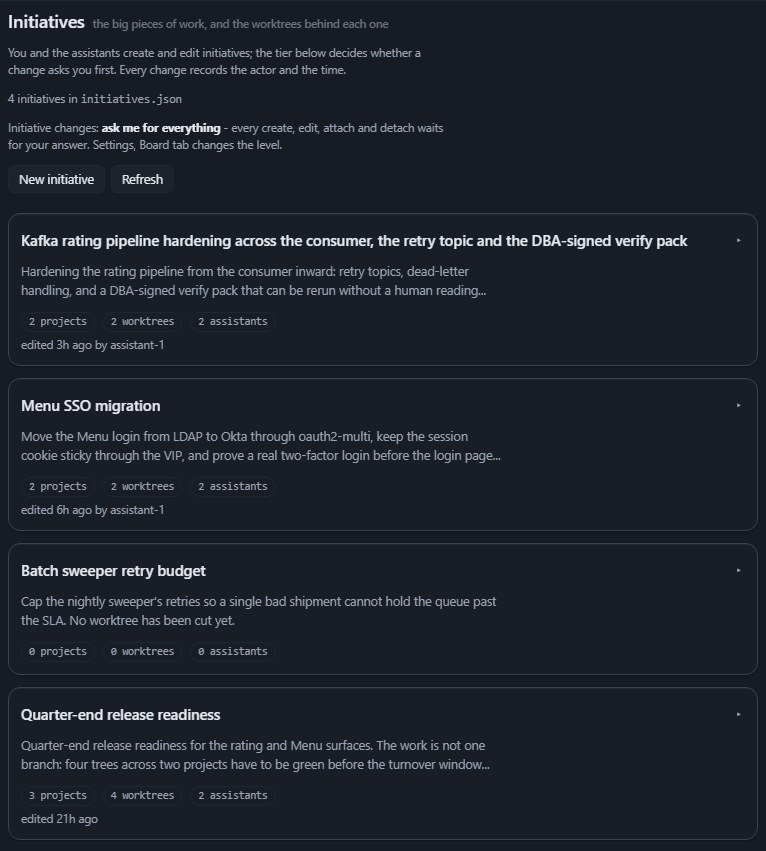 Initiatives the big pieces of work, and the worktrees behind each one
You and the assistants create and edit initiatives; the tier below decides whether a
change asks you first. Every change records the actor and the time.
4 initiatives in initiatives.json
Initiative changes: ask me for everything - every create, edit, attach and detach waits
for your answer. Settings, Board tab changes the level.
New initiative Refresh
Kafka rating pipeline hardening across the consumer, the retry topic and the DBA-signed verify pack
Hardening the rating pipeline from the consumer inward: retry topics, dead-letter
handling, and a DBA-signed verify pack that can be rerun without a human reading...
2 projects 2 worktrees 2 assistants
edited 3h ago by assistant-1
Menu SSO migration
Move the Menu login from LDAP to Okta through oauth2-multi, keep the session
cookie sticky through the VIP, and prove a real two-factor login before the login page...
2 projects 2 worktrees 2 assistants
edited 6h ago by assistant-1
Batch sweeper retry budget
Cap the nightly sweeper's retries so a single bad shipment cannot hold the queue past
the SLA. No worktree has been cut yet.
0 projects 0 worktrees 0 assistants
Quarter-end release readiness
Quarter-end release readiness for the rating and Menu surfaces. The work is not one
branch: four trees across two projects have to be green before the turnover window...
3 projects 4 worktrees 2 assistants
edited 21h ago